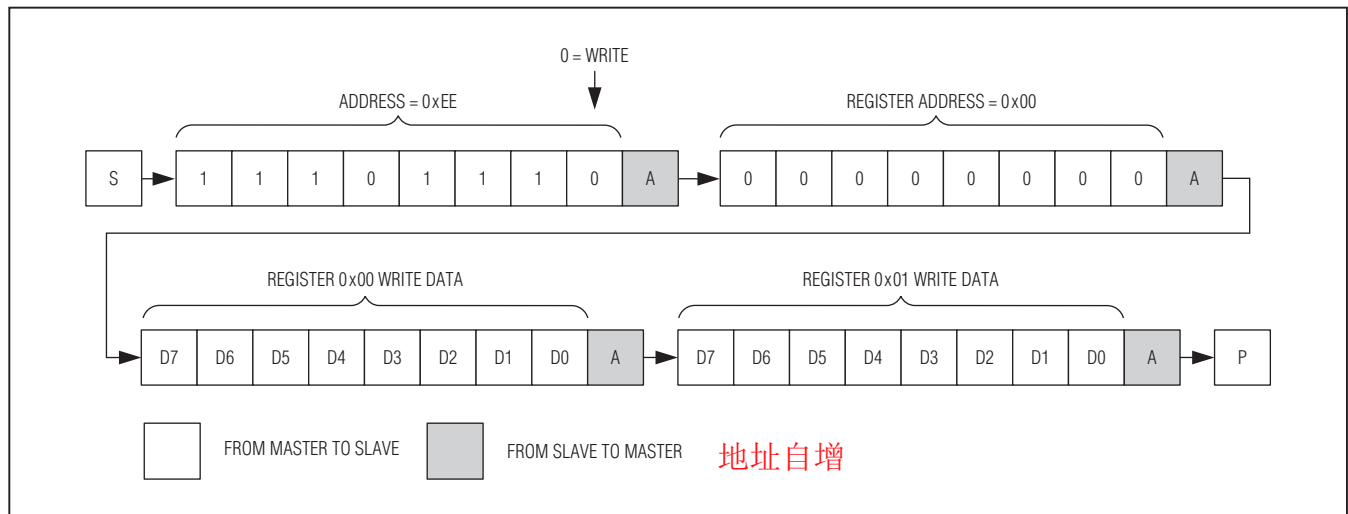 0 = WRITE
ADDRESS = 0xEE
REGISTER ADDRESS = 0x00
S 1 1 1 0 1 1 1 0 A 0 0 0 0 0 0 0 0 A
REGISTER 0x00 WRITE DATA
REGISTER 0x01 WRITE DATA
D7 D6 D5 D4 D3 D2 D1 D0 A D7 D6 D5 D4 D3 D2 D1 D0 A P
FROM MASTER TO SLAVE
FROM SLAVE TO MASTER
地址自增